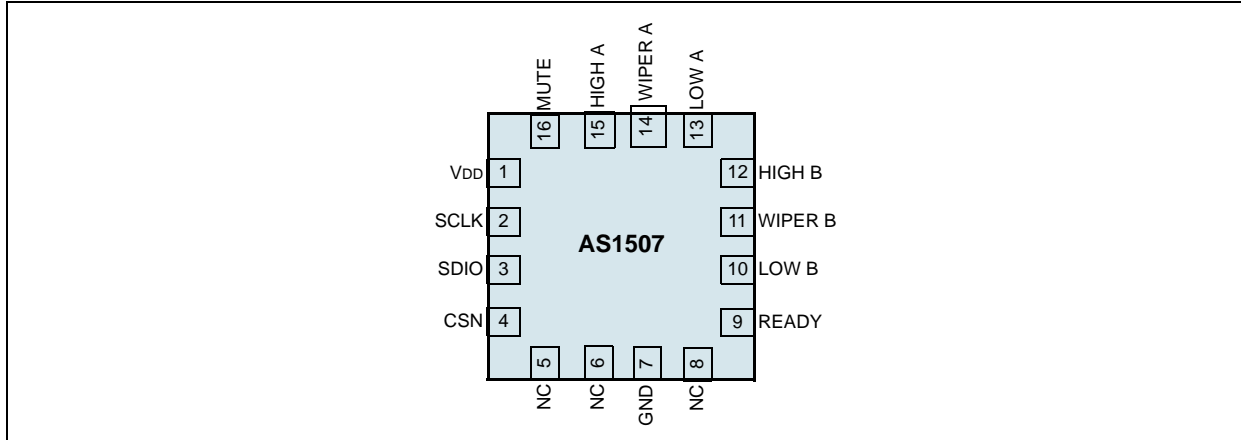 MUTE
HIGH A
WIPER A
LOW A
16
15
14
13
VDD 1
12 HIGH B
SCLK 2
11 WIPER B
AS1507
SDIO 3
10 LOW B
CSN 4
9 READY
5
6
7
8
NC
NC
GND
NC